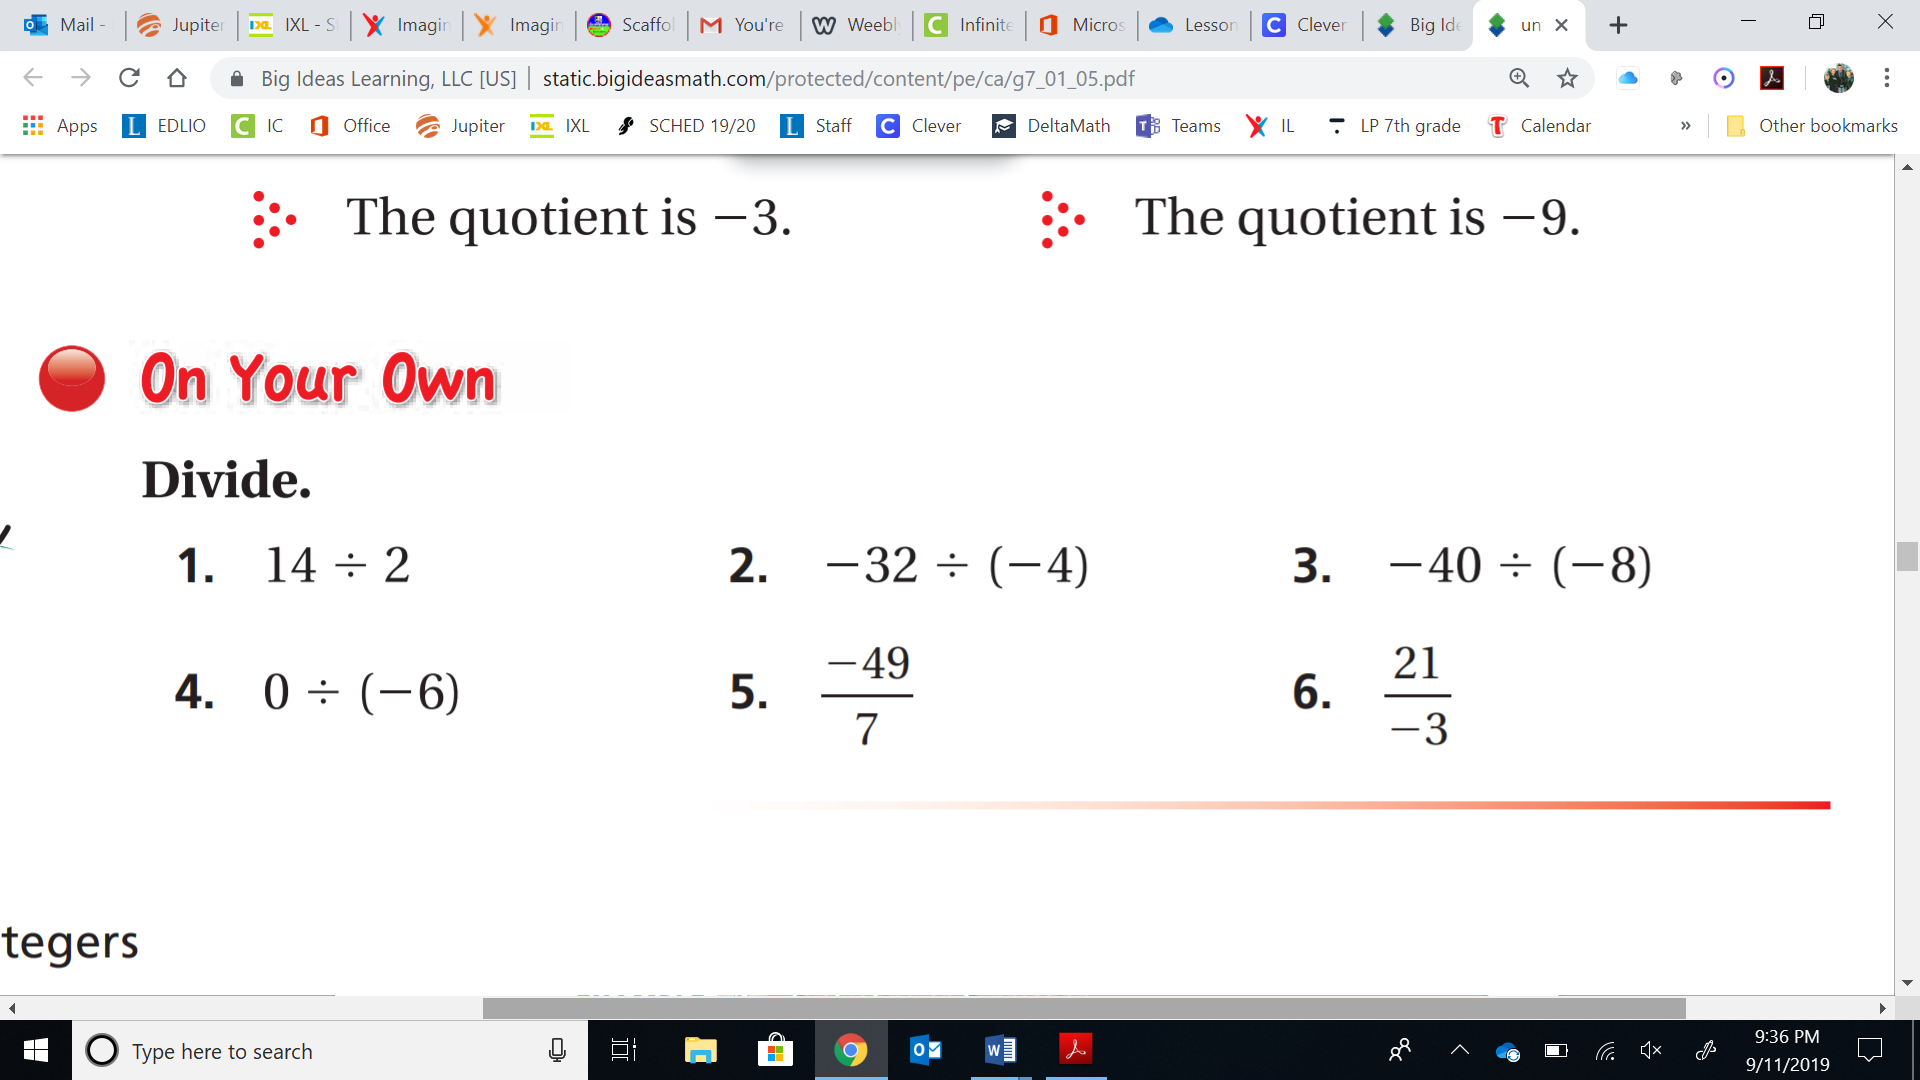 Mail - Jupiter IXL - S Imagin Imagin Scaffol You're Weebly Infinite Micros Lesson Clever Big Ide un
Big Ideas Learning, LLC [US] static.bigideasmath.com/protected/content/pe/ca/g7_01_05.pdf
Apps EDLIO IC Office Jupiter IXL SCHED 19/20 Staff Clever DeltaMath Teams IL LP 7th grade Calendar » Other bookmarks
The quotient is −3. The quotient is −9.
On Your Own
Divide.
1. 14 ÷ 2 2. −32 ÷ (−4) 3. −40 ÷ (−8)
4. 0 ÷ (−6) 5. −49/7 6. 21/−3
tegers
Type here to search
9:36 PM
9/11/2019